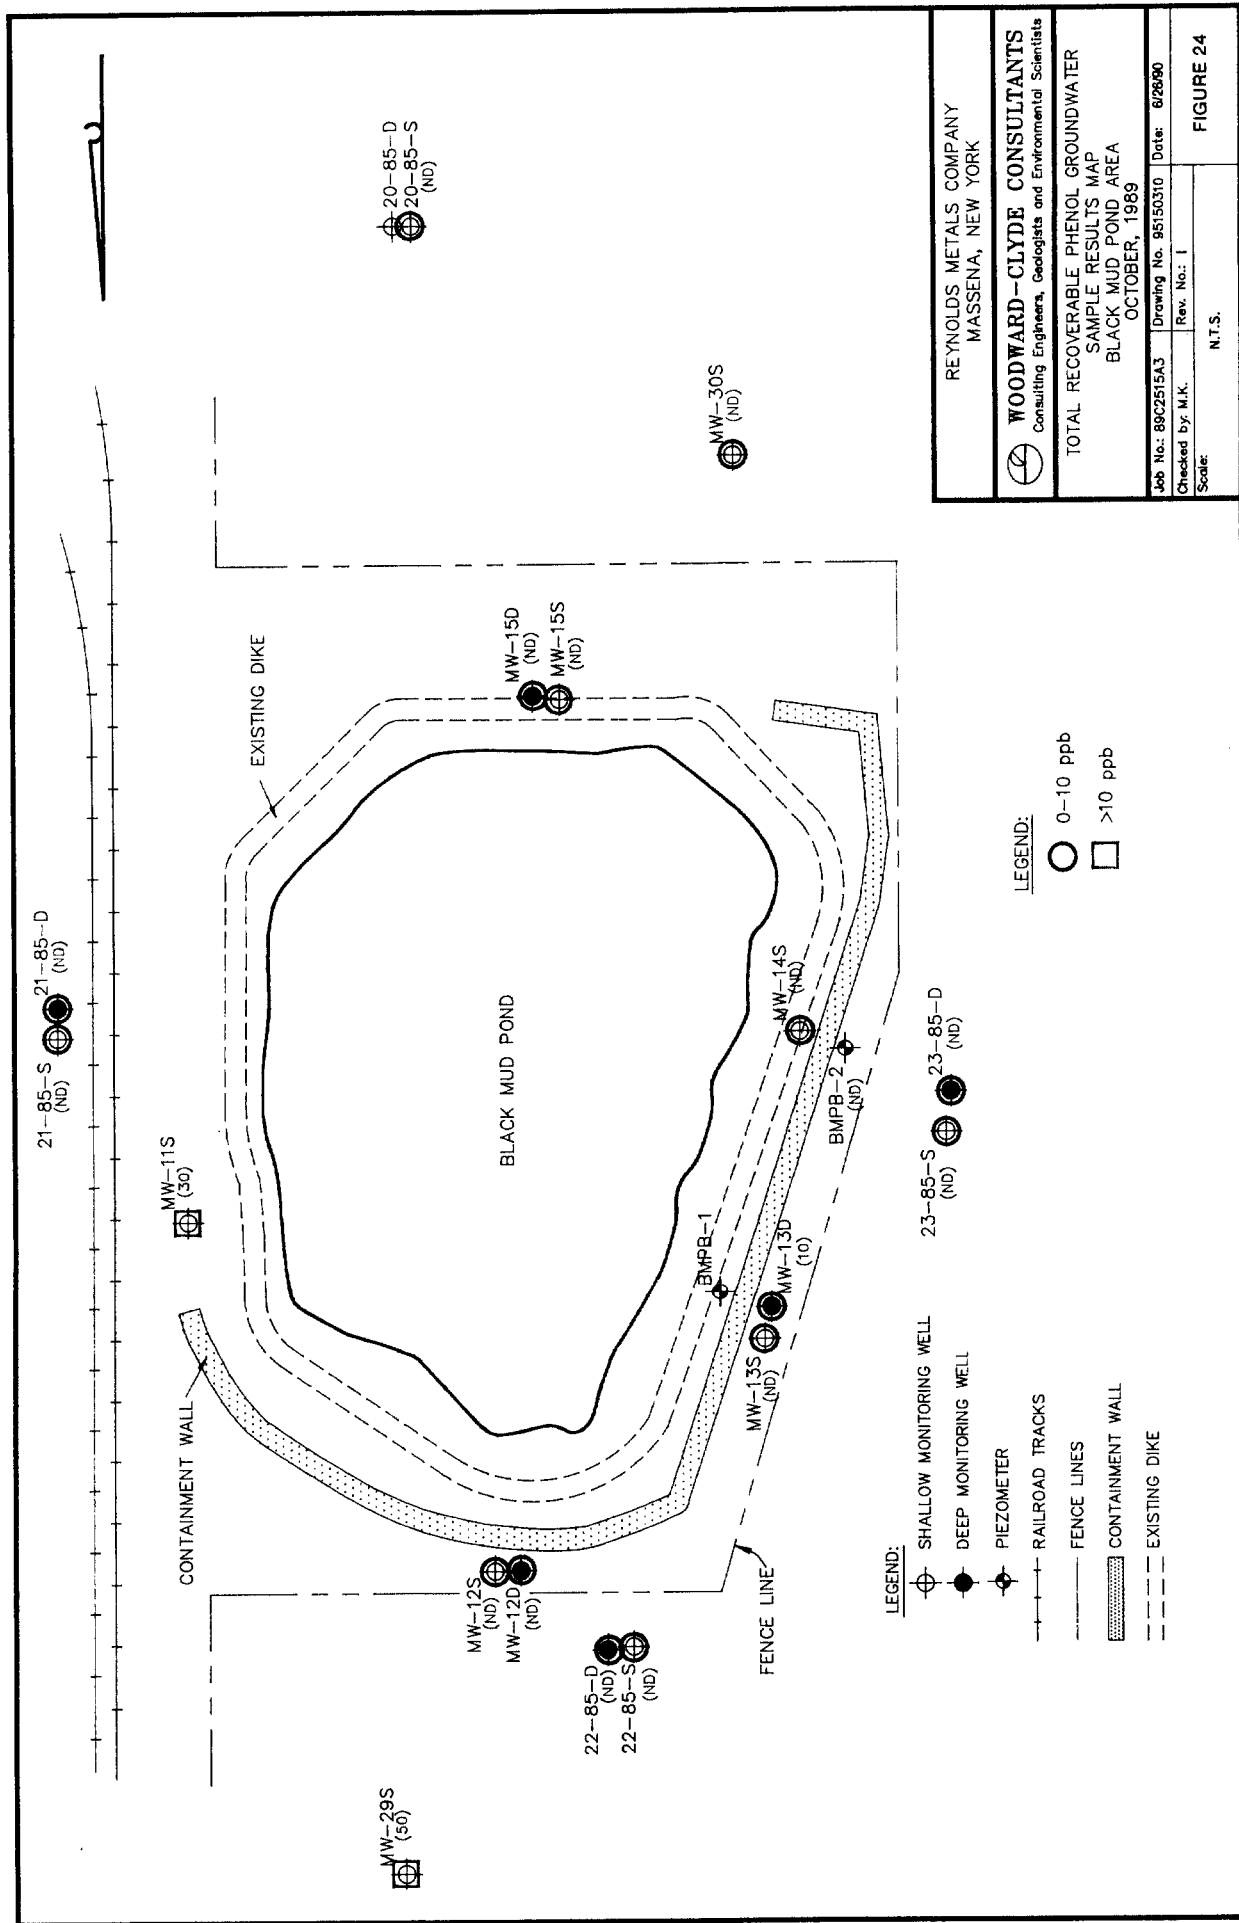 21-85-S
(ND)
21-85-D
(ND)
20-85-D
20-85-S
(ND)
MW-11S
(30)
EXISTING DIKE
CONTAINMENT WALL
MW-29S
(50)
MW-12S
(ND)
MW-12D
(ND)
22-85-D
(ND)
22-85-S
(ND)
BLACK MUD POND
MW-15D
(ND)
MW-15S
(ND)
MW-30S
(ND)
BMPB-1
MW-13S
(ND)
MW-13D
(10)
MW-14S
(ND)
BMPB-2
(ND)
23-85-S
(ND)
23-85-D
(ND)
FENCE LINE
LEGEND:
SHALLOW MONITORING WELL
DEEP MONITORING WELL
PIEZOMETER
RAILROAD TRACKS
FENCE LINES
CONTAINMENT WALL
EXISTING DIKE
LEGEND:
0-10 ppb
>10 ppb
REYNOLDS METALS COMPANY
MASSENA, NEW YORK
WOODWARD-CLYDE CONSULTANTS
Consulting Engineers, Geologists and Environmental Scientists
TOTAL RECOVERABLE PHENOL GROUNDWATER
SAMPLE RESULTS MAP
BLACK MUD POND AREA
OCTOBER, 1989
Job No.: 89C2515A3 Drawing No. 95150310 Date: 6/26/90
Checked by: M.K. Rev. No.: 1
Scale: N.T.S.
FIGURE 24